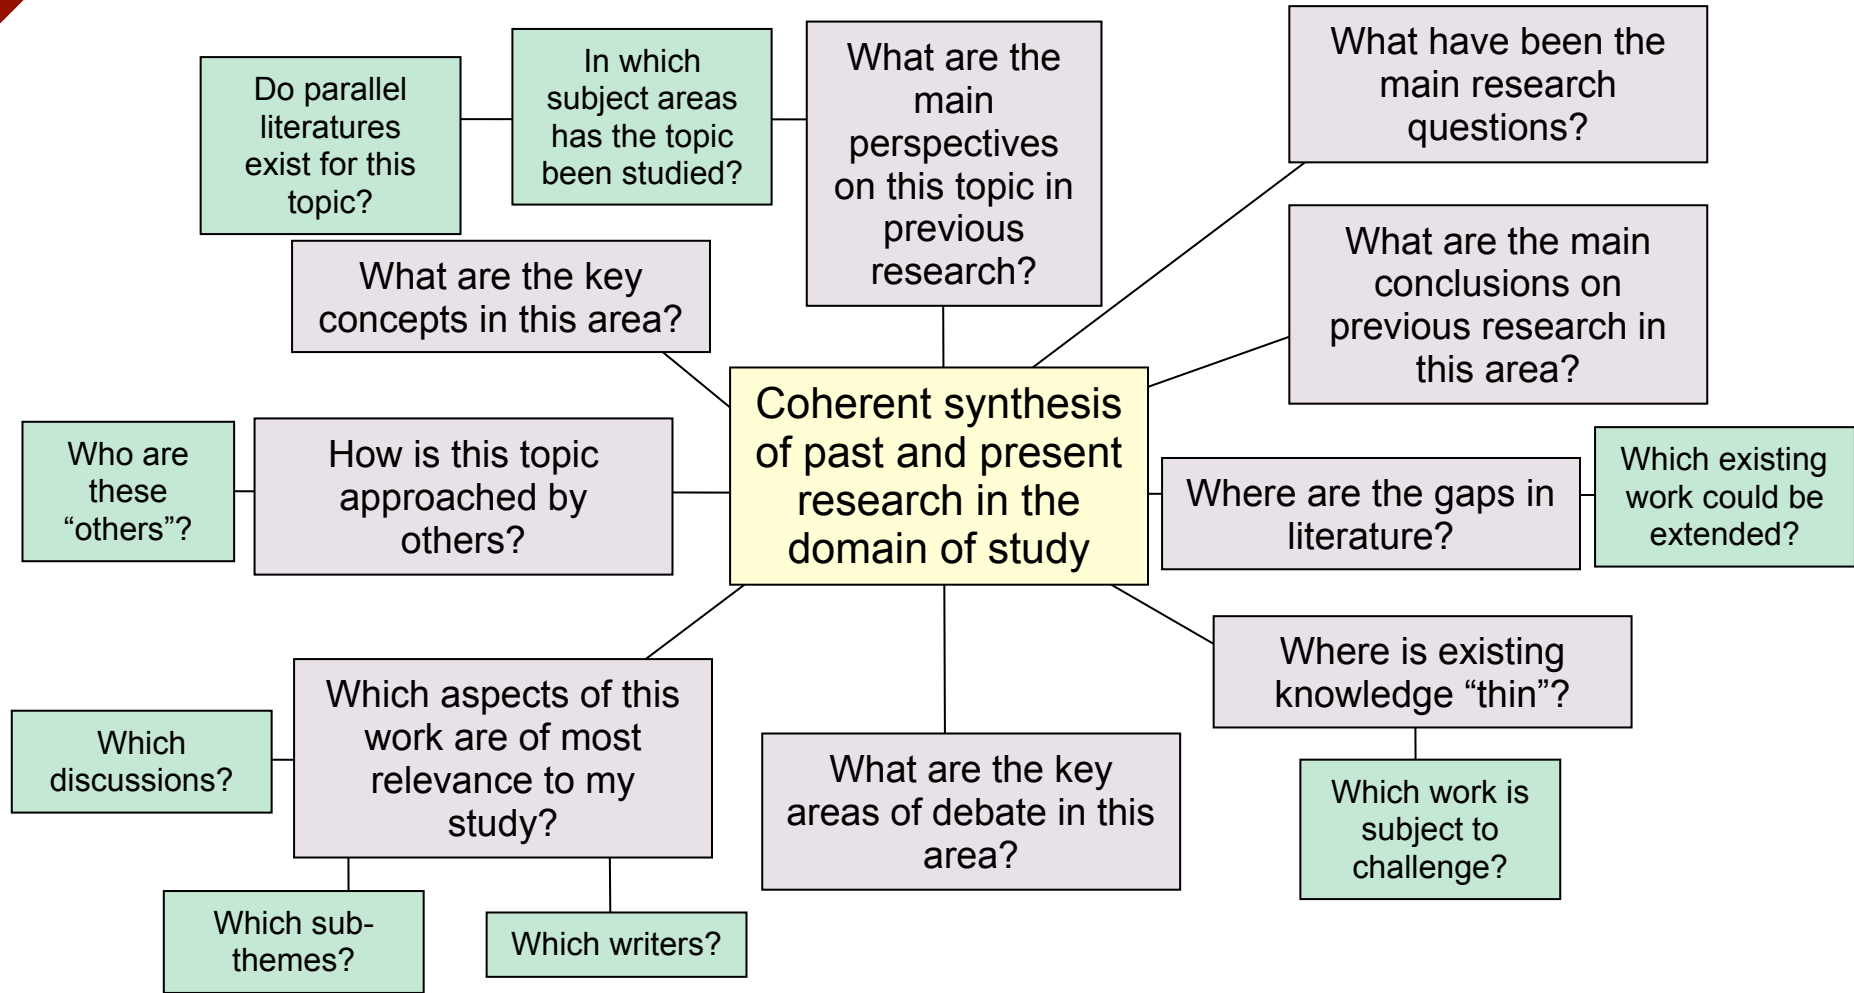 Do parallel
literatures
exist for this
topic?
In which
subject areas
has the topic
been studied?
What are the
main
perspectives
on this topic in
previous
research?
What have been the
main research
questions?
What are the key
concepts in this area?
What are the main
conclusions on
previous research in
this area?
Coherent synthesis
of past and present
research in the
domain of study
Who are
these
“others”?
How is this topic
approached by
others?
Where are the gaps in
literature?
Which existing
work could be
extended?
Where is existing
knowledge “thin”?
Which work is
subject to
challenge?
Which aspects of this
work are of most
relevance to my
study?
Which
discussions?
Which sub-
themes?
Which writers?
What are the key
areas of debate in this
area?